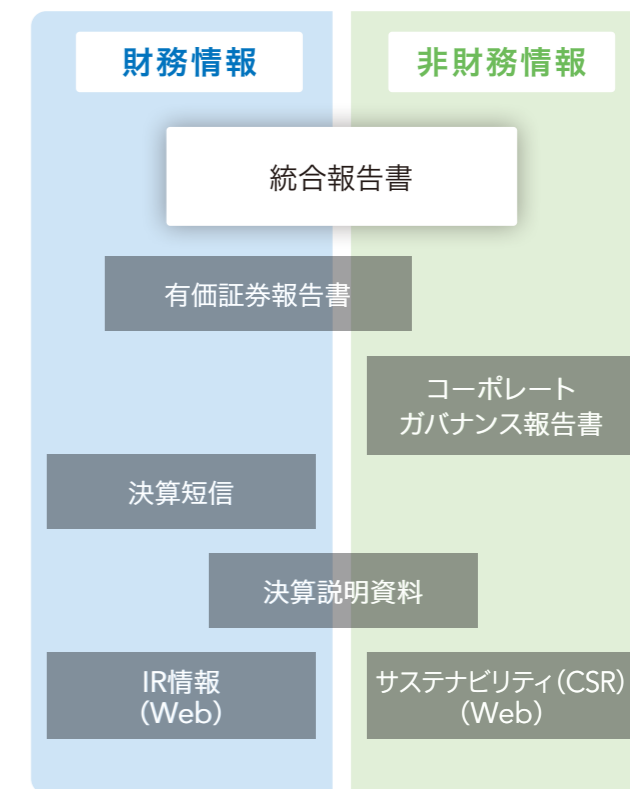 財務情報
非財務情報
統合報告書
有価証券報告書
コーポレート
ガバナンス報告書
決算短信
決算説明資料
IR情報
（Web）
サステナビリティ（CSR）
（Web）